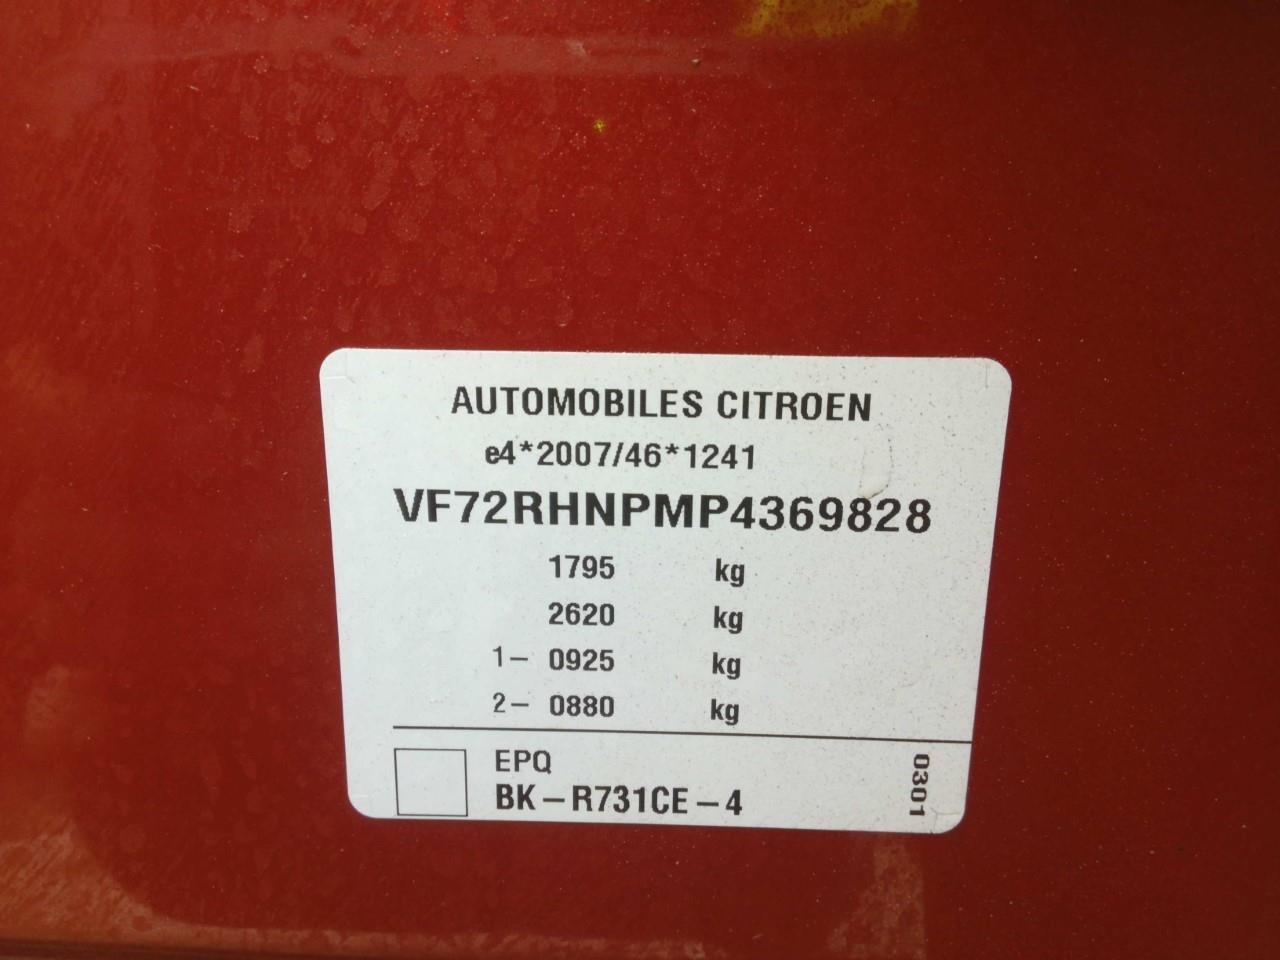 AUTOMOBILES CITROEN
e4*2007/46*1241
VF72RHNPMP4369828
1795 kg
2620 kg
1- 0925 kg
2- 0880 kg
EPQ
BK-R731CE-4
0301